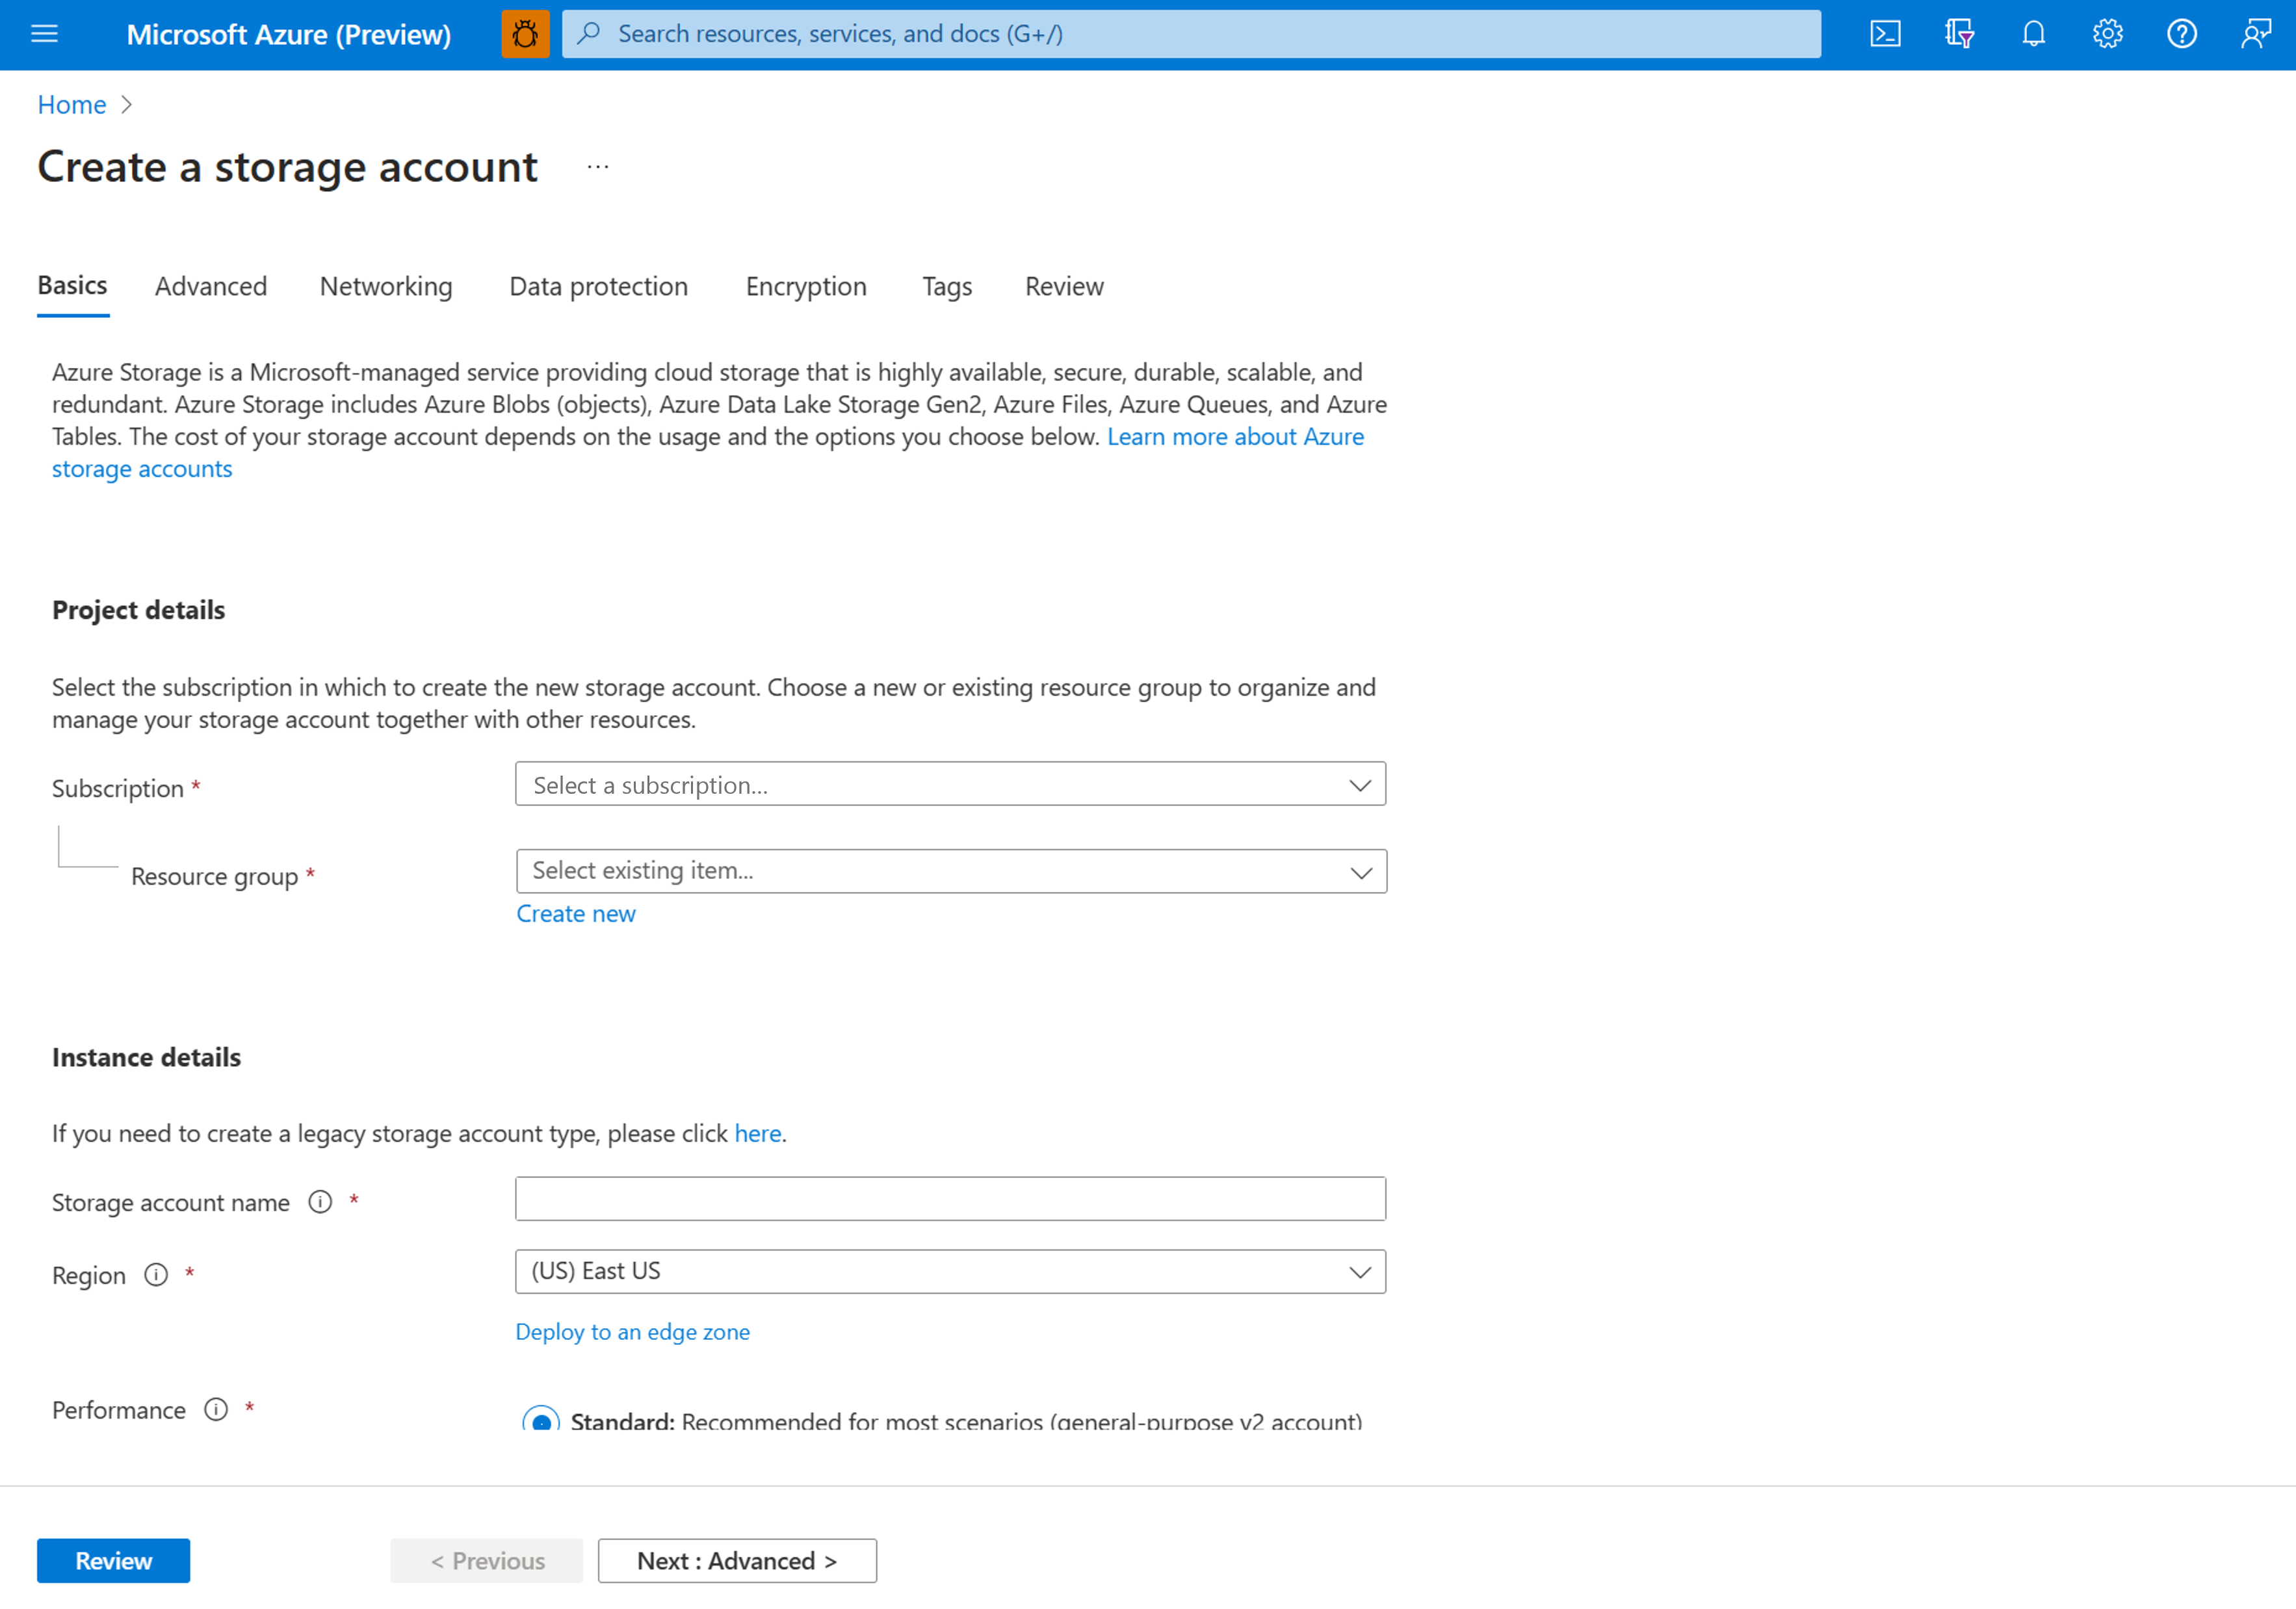 Microsoft Azure (Preview)
Search resources, services, and docs (G+/)
Home >
Create a storage account ...
Basics Advanced Networking Data protection Encryption Tags Review
Azure Storage is a Microsoft-managed service providing cloud storage that is highly available, secure, durable, scalable, and
redundant. Azure Storage includes Azure Blobs (objects), Azure Data Lake Storage Gen2, Azure Files, Azure Queues, and Azure
Tables. The cost of your storage account depends on the usage and the options you choose below. Learn more about Azure
storage accounts
Project details
Select the subscription in which to create the new storage account. Choose a new or existing resource group to organize and
manage your storage account together with other resources.
Subscription * Select a subscription...
Resource group * Select existing item...
Create new
Instance details
If you need to create a legacy storage account type, please click here.
Storage account name *
Region * (US) East US
Deploy to an edge zone
Performance * Standard: Recommended for most scenarios (general-purpose v2 account)
Review < Previous Next : Advanced >